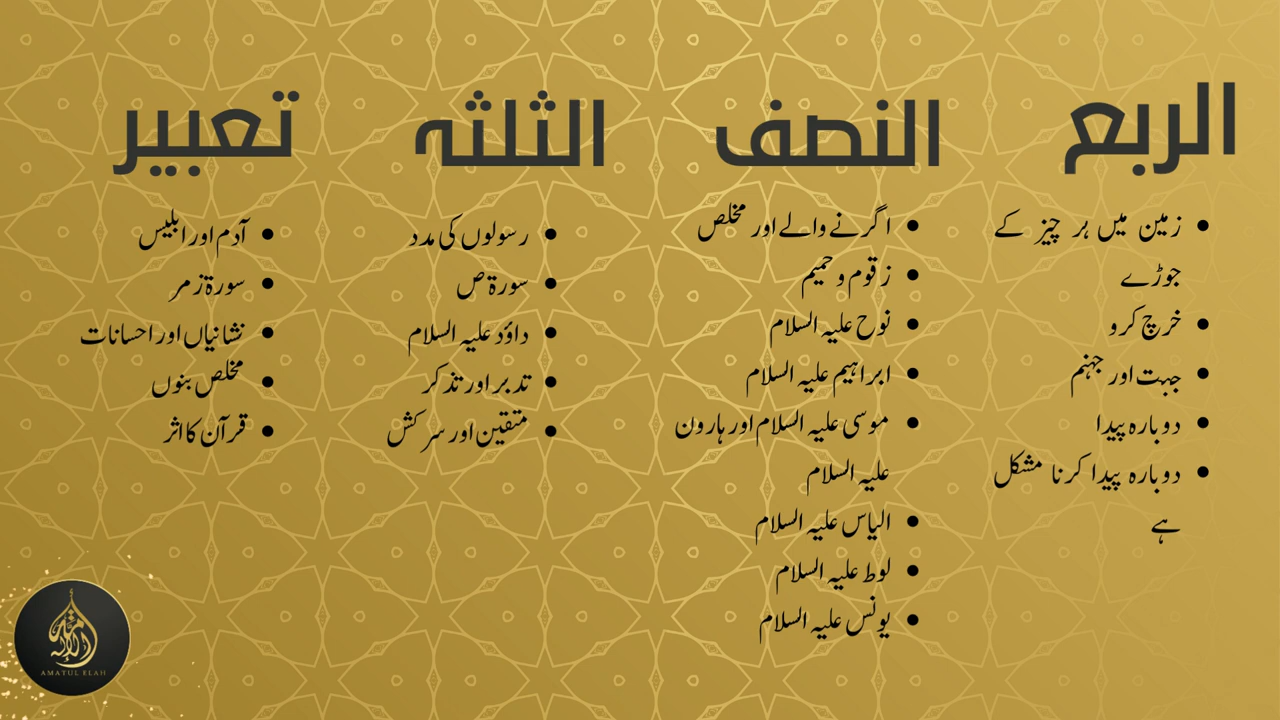 الربع
زمین میں ہر چیز کے
جوڑے
خرچ کرو
جہت اور جہنم
دوبارہ پیدا
دوبارہ پیدا کرنا مشکل
ہے
النصف
اگرنے والے اور مخلص
زقوم و حمیم
نوح علیہ السلام
ابراہیم علیہ السلام
موسی علیہ السلام اور ہارون
علیہ السلام
الیاس علیہ السلام
لوط علیہ السلام
یونس علیہ السلام
الثلثہ
رسولوں کی مدد
سورۃ ص
داؤد علیہ السلام
تدبر اور تذکر
متقین اور سرکش
تعبیر
آدم اور ابلیس
سورۃ زمر
نشانیاں اور احسانات
مخلص بنوں
قرآن کا اثر
AMATUL ELAH